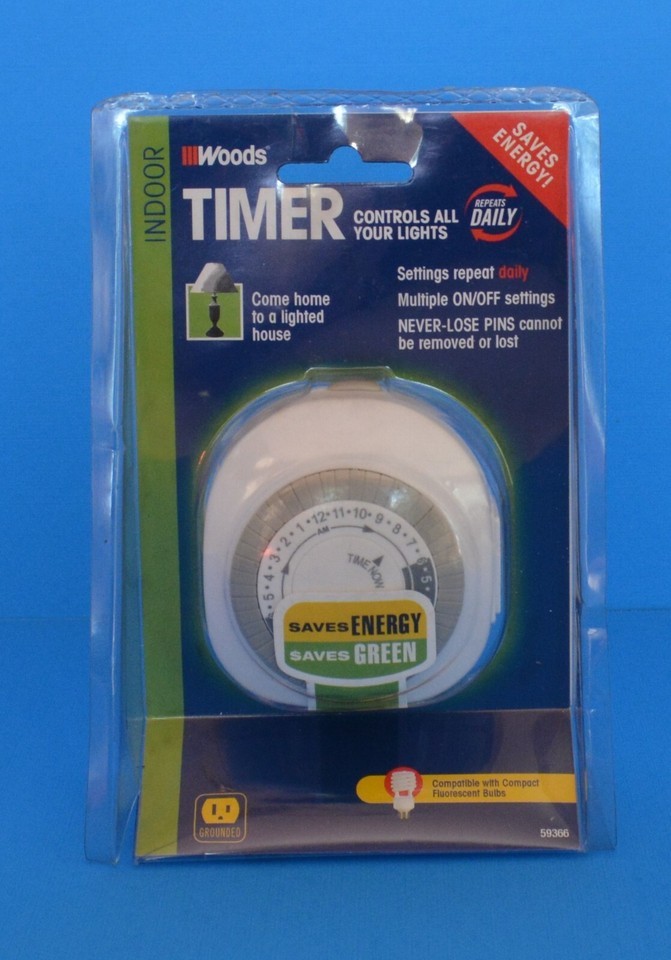 INDOOR
Woods
SAVES
ENERGY!
TIMER
CONTROLS ALL
YOUR LIGHTS
REPEATS
DAILY
Come home
to a lighted
house
Settings repeat daily
Multiple ON/OFF settings
NEVER-LOSE PINS cannot
be removed or lost
5 • 4 • 3 • 2 • 1 • 12 • 11 • 10 • 9 • 8 • 7 • 6 • 5
AM
TIME NOW
SAVES ENERGY
SAVES GREEN
Compatible with Compact
Fluorescent Bulbs
GROUNDED
59366